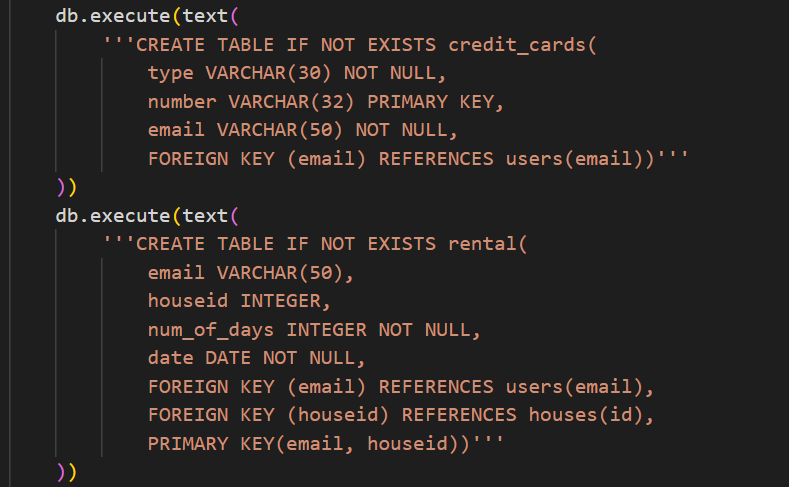 db.execute(text(
'''CREATE TABLE IF NOT EXISTS credit_cards(
type VARCHAR(30) NOT NULL,
number VARCHAR(32) PRIMARY KEY,
email VARCHAR(50) NOT NULL,
FOREIGN KEY (email) REFERENCES users(email))'''
))
db.execute(text(
'''CREATE TABLE IF NOT EXISTS rental(
email VARCHAR(50),
houseid INTEGER,
num_of_days INTEGER NOT NULL,
date DATE NOT NULL,
FOREIGN KEY (email) REFERENCES users(email),
FOREIGN KEY (houseid) REFERENCES houses(id),
PRIMARY KEY(email, houseid))'''
))